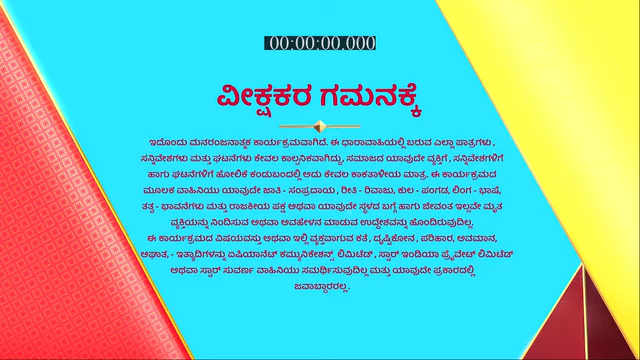 00:00:00.000
ವೀಕ್ಷಕರ ಗಮನಕ್ಕೆ
ಇದೊಂದು ಮನರಂಜನಾತ್ಮಕ ಕಾರ್ಯಕ್ರಮವಾಗಿದೆ. ಈ ಧಾರಾವಾಹಿಯಲ್ಲಿ ಬರುವ ಎಲ್ಲಾ ಪಾತ್ರಗಳು ,
ಸನ್ನಿವೇಶಗಳು ಮತ್ತು ಘಟನೆಗಳು ಕೇವಲ ಕಾಲ್ಪನಿಕವಾಗಿದ್ದು, ಸಮಾಜದ ಯಾವುದೇ ವ್ಯಕ್ತಿಗೆ , ಸನ್ನಿವೇಶಗಳಿಗೆ
ಹಾಗು ಘಟನೆಗಳಿಗೆ ಹೋಲಿಕೆ ಕಂಡುಬಂದಲ್ಲಿ ಅದು ಕೇವಲ ಕಾಕತಾಳೀಯ ಮಾತ್ರ. ಈ ಕಾರ್ಯಕ್ರಮದ
ಮೂಲಕ ವಾಹಿನಿಯು ಯಾವುದೇ ಜಾತಿ - ಸಂಪ್ರದಾಯ , ರೀತಿ - ರಿವಾಜು, ಕುಲ - ಪಂಗಡ, ಲಿಂಗ - ಭಾಷೆ,
ತತ್ವ - ಭಾವನೆಗಳು ಮತ್ತು ರಾಜಕೀಯ ಪಕ್ಷ ಅಥವಾ ಯಾವುದೇ ಸ್ಥಳದ ಬಗ್ಗೆ ಹಾಗು ಜೀವಂತ ಇಲ್ಲವೇ ಮೃತ
ವ್ಯಕ್ತಿಯನ್ನು ನಿಂದಿಸುವ ಅಥವಾ ಅವಹೇಳನ ಮಾಡುವ ಉದ್ದೇಶವನ್ನು ಹೊಂದಿರುವುದಿಲ್ಲ.
ಈ ಕಾರ್ಯಕ್ರಮದ ವಿಷಯವಸ್ತು ಅಥವಾ ಇಲ್ಲಿ ವ್ಯಕ್ತವಾಗುವ ಕತೆ , ದೃಷ್ಟಿಕೋನ , ಪರಿಹಾರ, ಅವಮಾನ,
ಆಘಾತ, - ಇತ್ಯಾದಿಗಳನ್ನು ಏಷಿಯಾನೆಟ್ ಕಮ್ಯುನಿಕೇಶನ್ಸ್ ಲಿಮಿಟೆಡ್ , ಸ್ಟಾರ್ ಇಂಡಿಯಾ ಪ್ರೈವೇಟ್ ಲಿಮಿಟೆಡ್
ಅಥವಾ ಸ್ಟಾರ್ ಸುವರ್ಣ ವಾಹಿನಿಯು ಸಮರ್ಥಿಸುವುದಿಲ್ಲ ಮತ್ತು ಯಾವುದೇ ಪ್ರಕಾರದಲ್ಲಿ
ಜವಾಬ್ದಾರರಲ್ಲ.